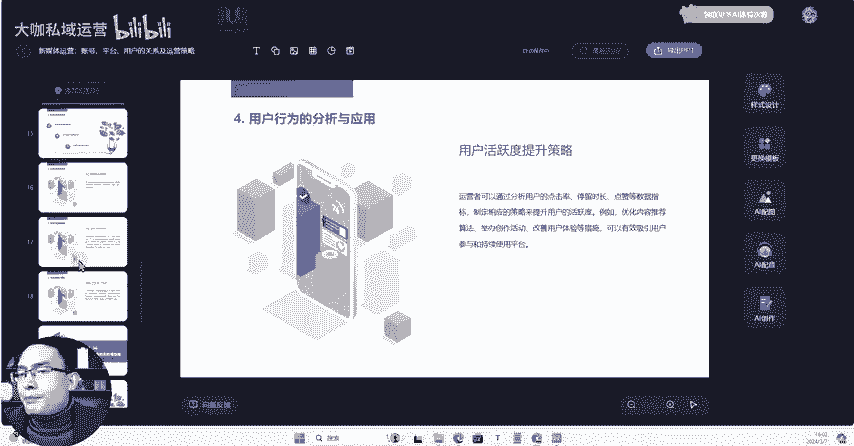 大咖私域运营 bilibili
新媒体运营：账号、平台、用户的关系及运营策略
T
15
16
17
18
4. 用户行为的分析与应用
用户活跃度提升策略
运营者可以通过分析用户的点击率、停留时长、点赞等数据指
标，制定相应的策略来提升用户的活跃度。例如，优化内容推荐
算法、举办创作活动、改善用户体验等措施，可以有效吸引用户
参与和持续使用平台。
样式设计
更换模板
AI配图
AI配音
AI创作
问题反馈
搜索